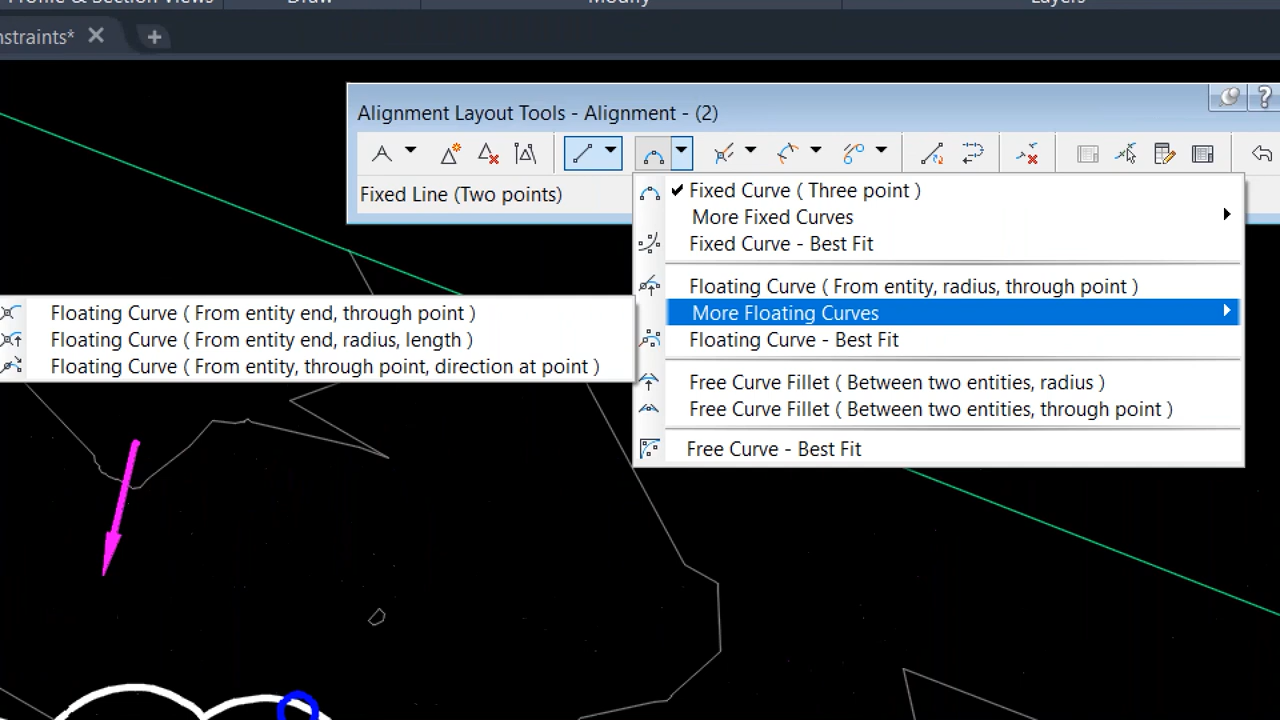 Profile & Section Views Draw Modify Layers
nstraints*
Alignment Layout Tools - Alignment - (2)
Fixed Line (Two points)
Fixed Curve ( Three point )
More Fixed Curves
Fixed Curve - Best Fit
Floating Curve ( From entity, radius, through point )
More Floating Curves
Floating Curve - Best Fit
Free Curve Fillet ( Between two entities, radius )
Free Curve Fillet ( Between two entities, through point )
Free Curve - Best Fit
Floating Curve ( From entity end, through point )
Floating Curve ( From entity end, radius, length )
Floating Curve ( From entity, through point, direction at point )